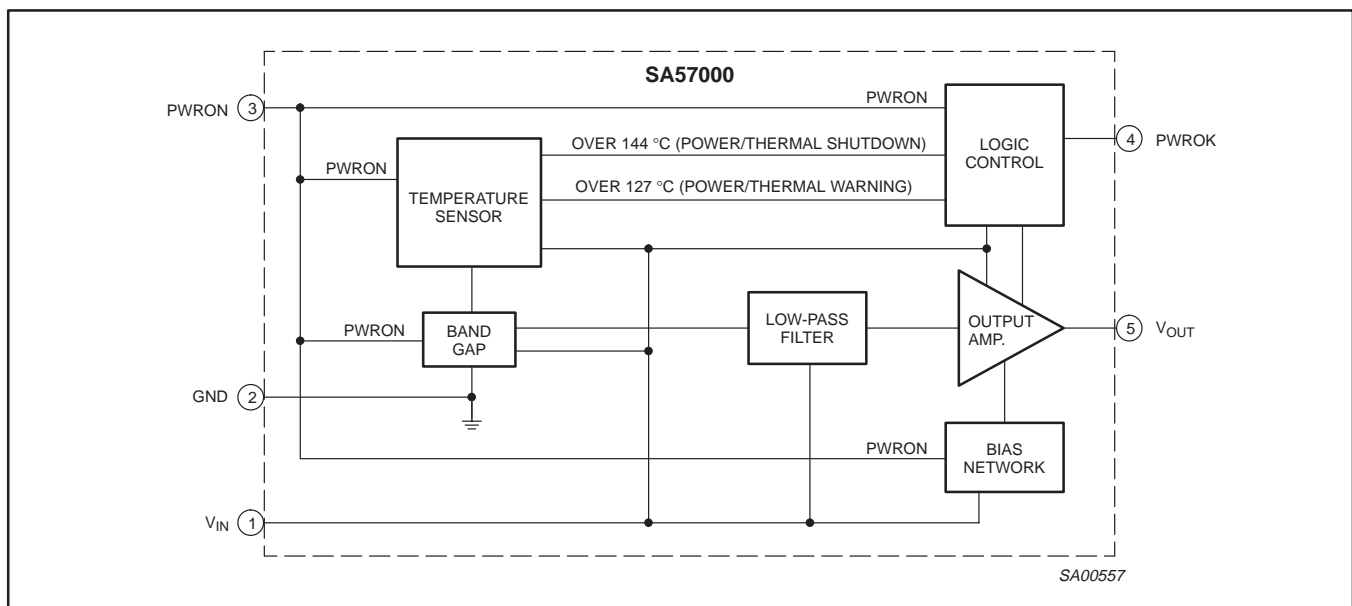 SA57000
PWRON 3
PWRON
LOGIC
CONTROL
4 PWROK
OVER 144 °C (POWER/THERMAL SHUTDOWN)
PWRON
OVER 127 °C (POWER/THERMAL WARNING)
TEMPERATURE
SENSOR
PWRON
BAND
GAP
LOW-PASS
FILTER
OUTPUT
AMP.
5 VOUT
GND 2
PWRON
BIAS
NETWORK
VIN 1
SA00557